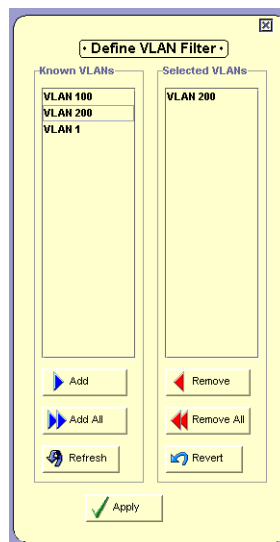 · Define VLAN Filter ·
Known VLANs
VLAN 100
VLAN 200
VLAN 1
Selected VLANs
VLAN 200
Add
Remove
Add All
Remove All
Refresh
Revert
Apply